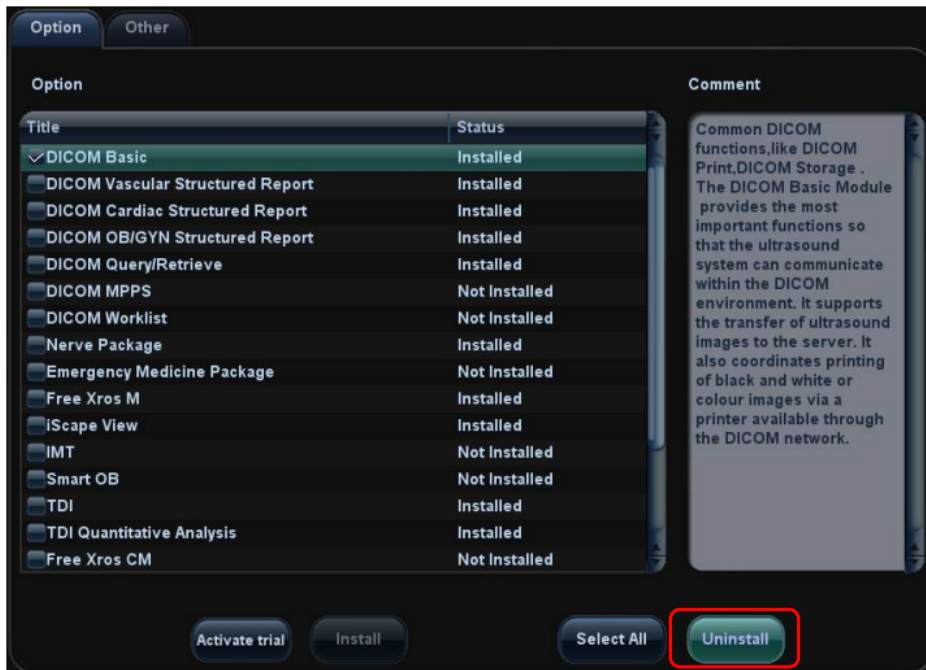 Option Other
Option
Comment
Title Status
DICOM Basic Installed
DICOM Vascular Structured Report Installed
DICOM Cardiac Structured Report Installed
DICOM OB/GYN Structured Report Installed
DICOM Query/Retrieve Installed
DICOM MPPS Not Installed
DICOM Worklist Not Installed
Nerve Package Installed
Emergency Medicine Package Not Installed
Free Xros M Installed
iScape View Installed
IMT Not Installed
Smart OB Not Installed
TDI Installed
TDI Quantitative Analysis Installed
Free Xros CM Not Installed
Common DICOM
functions,like DICOM
Print,DICOM Storage .
The DICOM Basic Module
provides the most
important functions so
that the ultrasound
system can communicate
within the DICOM
environment. It supports
the transfer of ultrasound
images to the server. It
also coordinates printing
of black and white or
colour images via a
printer available through
the DICOM network.
Activate trial Install Select All Uninstall